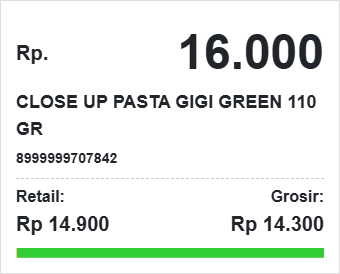 Rp. 16.000
CLOSE UP PASTA GIGI GREEN 110
GR
8999999707842
Retail: Grosir:
Rp 14.900 Rp 14.300